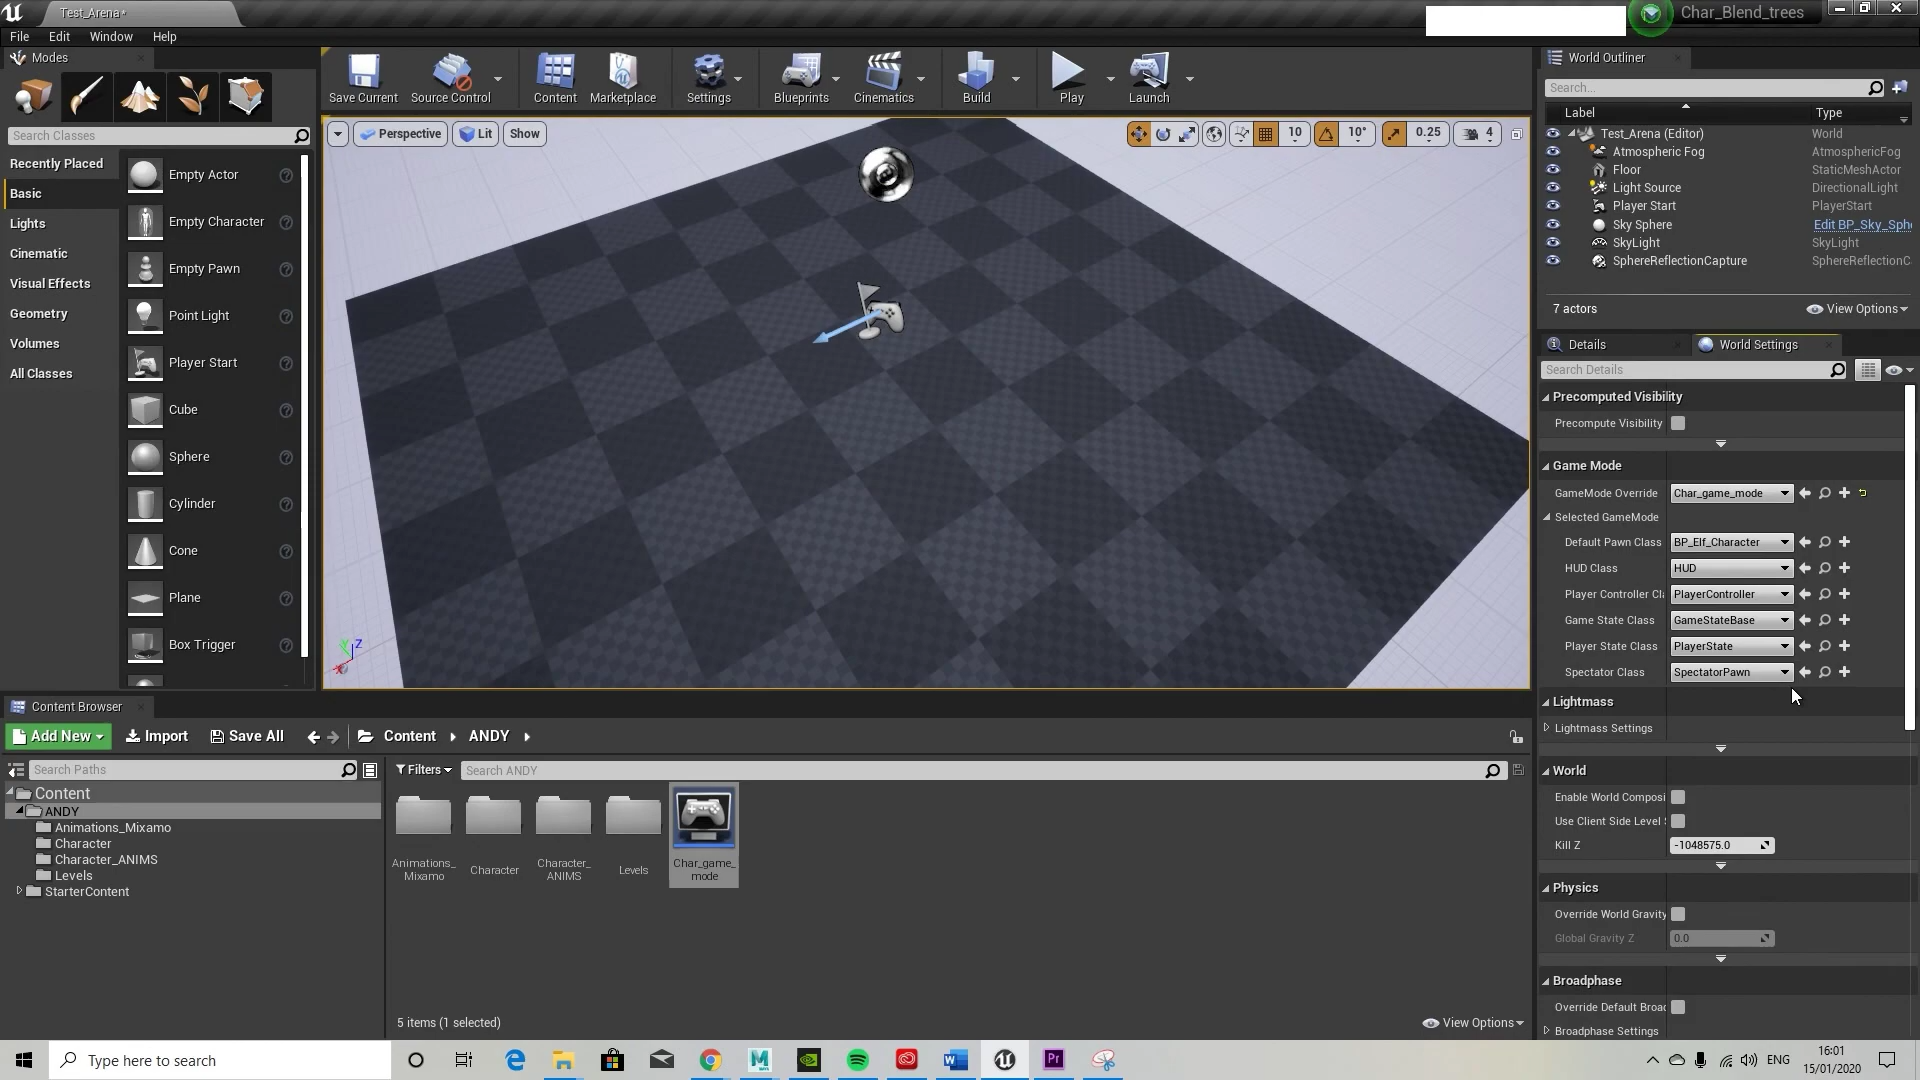 Test_Arena*
Char_Blend_trees
File Edit Window Help
Modes
Search Classes
Recently Placed
Basic
Lights
Cinematic
Visual Effects
Geometry
Volumes
All Classes
Empty Actor
Empty Character
Empty Pawn
Point Light
Player Start
Cube
Sphere
Cylinder
Cone
Plane
Box Trigger
Save Current Source Control Content Marketplace Settings Blueprints Cinematics Build Play Launch
Perspective Lit Show
10 10° 0.25 4
X Y Z
World Outliner
Search...
Label Type
Test_Arena (Editor) World
Atmospheric Fog AtmosphericFog
Floor StaticMeshActor
Light Source DirectionalLight
Player Start PlayerStart
Sky Sphere Edit BP_Sky_Sph
SkyLight SkyLight
SphereReflectionCapture SphereReflectionC
7 actors View Options
Details World Settings
Search Details
Precomputed Visibility
Precompute Visibility
Game Mode
GameMode Override Char_game_mode
Selected GameMode
Default Pawn Class BP_Elf_Character
HUD Class HUD
Player Controller Cl PlayerController
Game State Class GameStateBase
Player State Class PlayerState
Spectator Class SpectatorPawn
Lightmass
Lightmass Settings
World
Enable World Composi
Use Client Side Level
Kill Z -1048575.0
Physics
Override World Gravity
Global Gravity Z 0.0
Broadphase
Override Default Broa
Broadphase Settings
Content Browser
Add New Import Save All Content ANDY
Search Paths
Filters Search ANDY
Content
ANDY
Animations_Mixamo
Character
Character_ANIMS
Levels
StarterContent
Animations_
Mixamo
Character
Character_
ANIMS
Levels
Char_game_
mode
5 items (1 selected) View Options
Type here to search
ENG
16:01
15/01/2020